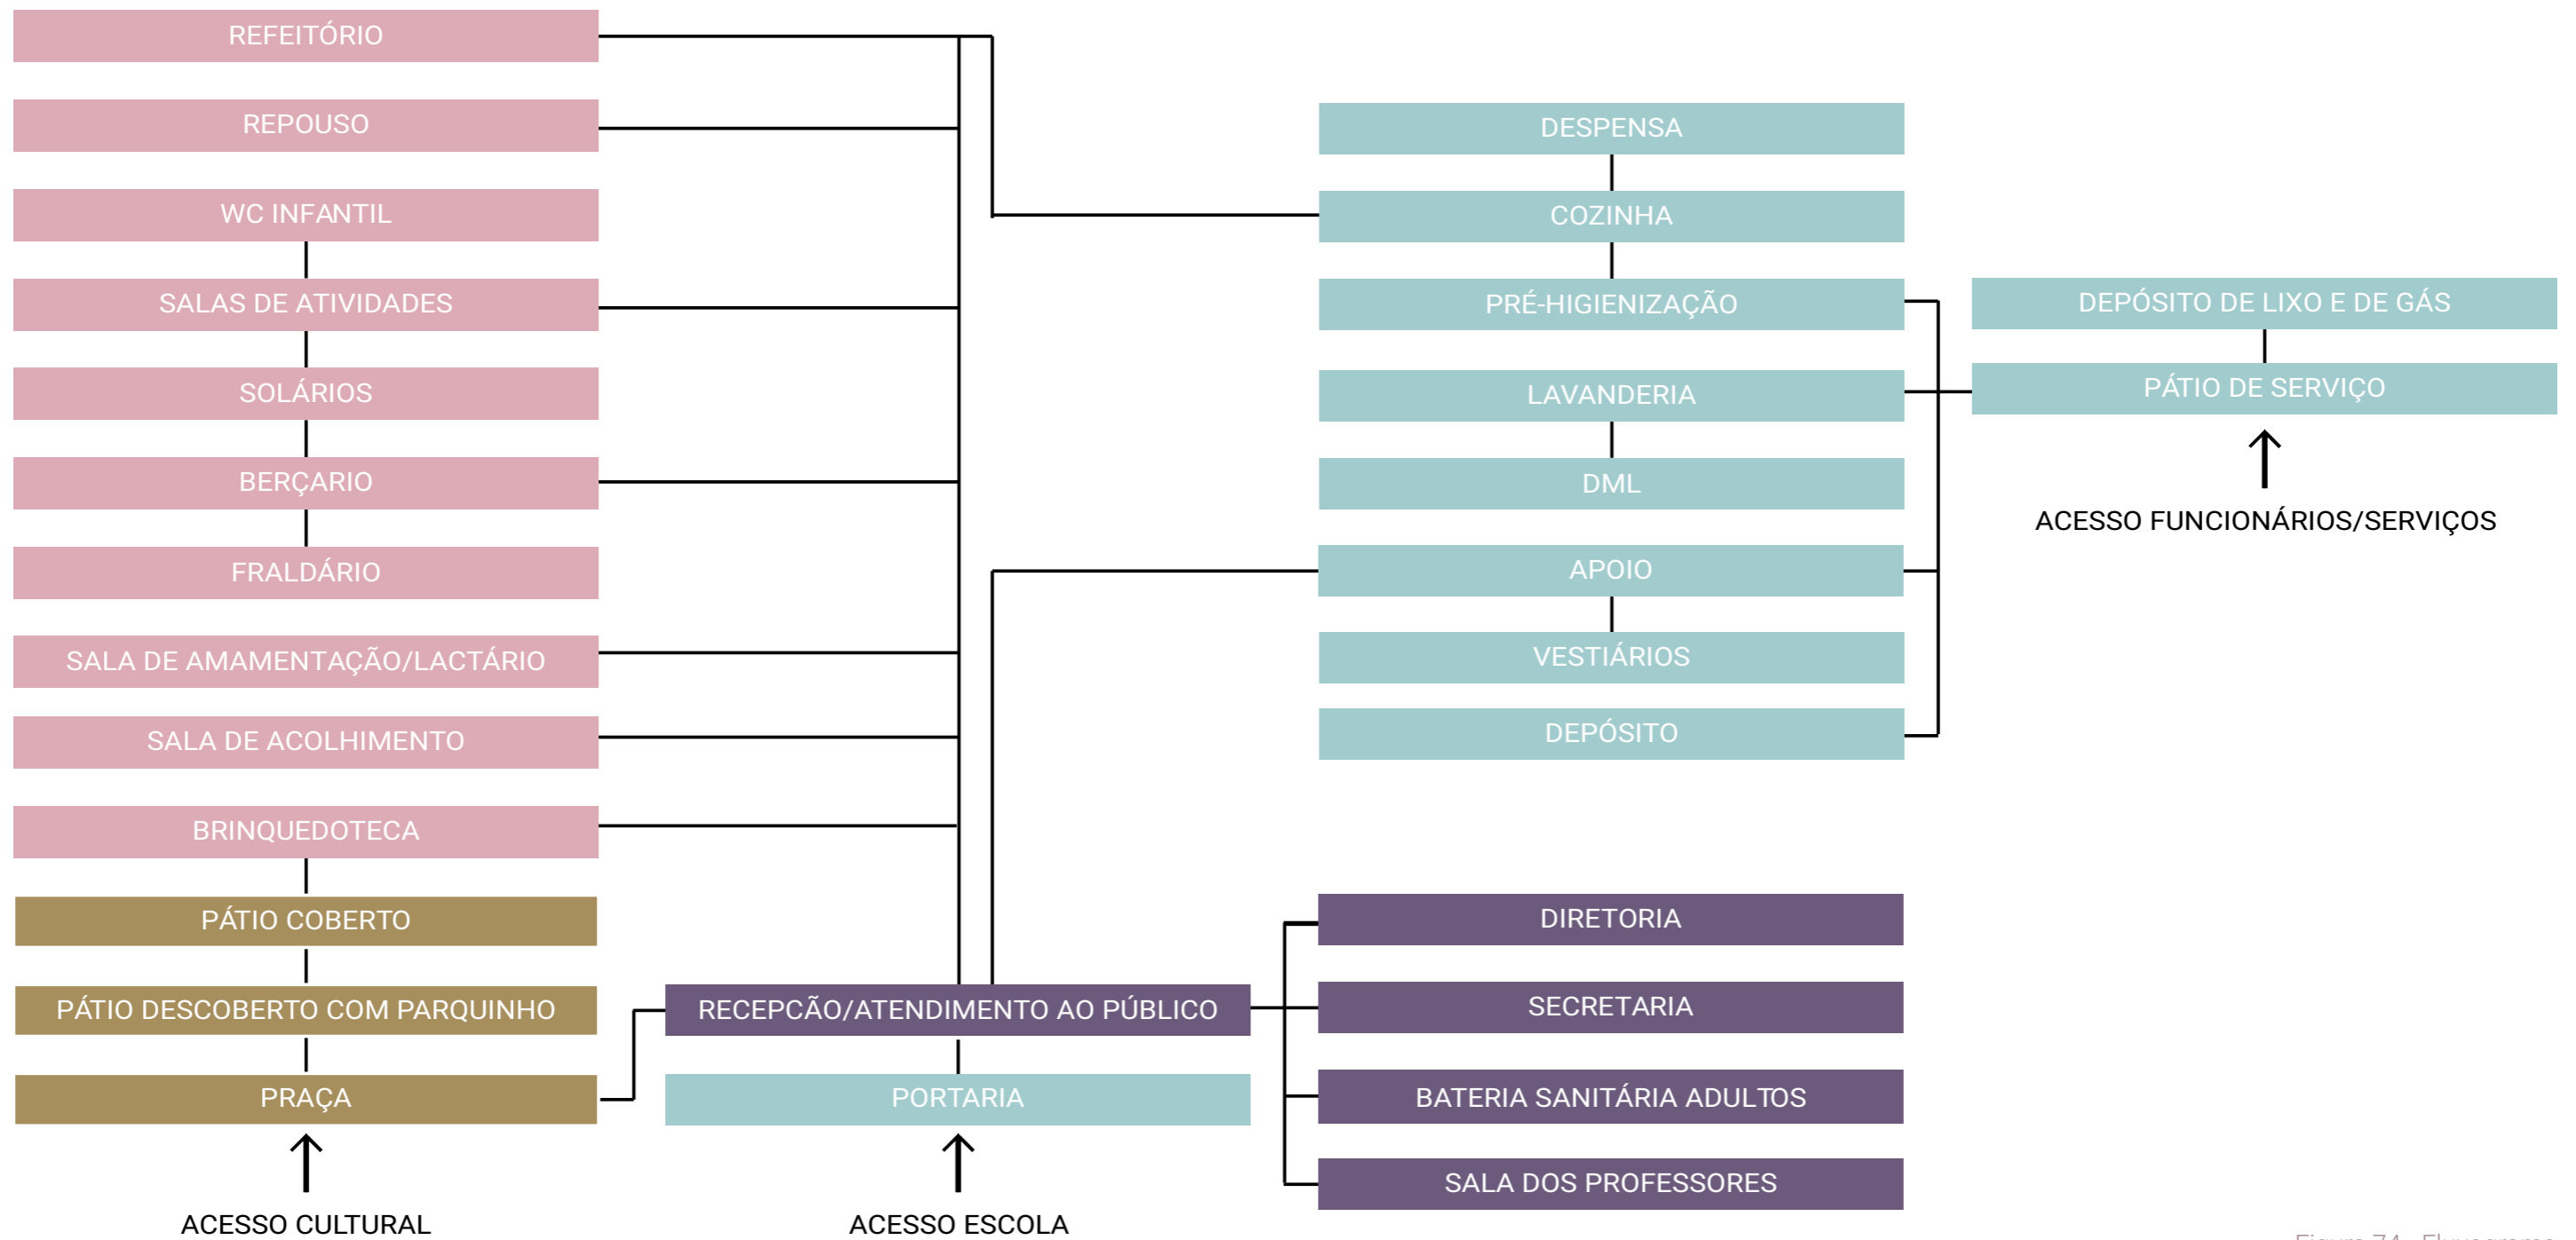 REFEITÓRIO
REPOUSO
WC INFANTIL
SALAS DE ATIVIDADES
SOLÁRIOS
BERÇARIO
FRALDÁRIO
SALA DE AMAMENTAÇÃO/LACTÁRIO
SALA DE ACOLHIMENTO
BRINQUEDOTECA
PÁTIO COBERTO
PÁTIO DESCOBERTO COM PARQUINHO
PRAÇA
ACESSO CULTURAL
RECEPCÃO/ATENDIMENTO AO PÚBLICO
PORTARIA
ACESSO ESCOLA
DESPENSA
COZINHA
PRÉ-HIGIENIZAÇÃO
LAVANDERIA
DML
APOIO
VESTIÁRIOS
DEPÓSITO
DIRETORIA
SECRETARIA
BATERIA SANITÁRIA ADULTOS
SALA DOS PROFESSORES
DEPÓSITO DE LIXO E DE GÁS
PÁTIO DE SERVIÇO
ACESSO FUNCIONÁRIOS/SERVIÇOS